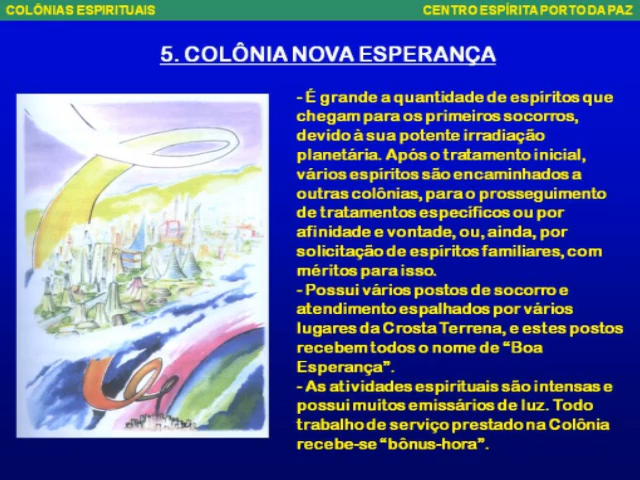 COLÔNIAS ESPIRITUAIS
CENTRO ESPÍRITA PORTO DA PAZ
5. COLÔNIA NOVA ESPERANÇA
- É grande a quantidade de espíritos que
chegam para os primeiros socorros,
devido à sua potente irradiação
planetária. Após o tratamento inicial,
vários espíritos são encaminhados a
outras colônias, para o prosseguimento
de tratamentos específicos ou por
afinidade e vontade, ou, ainda, por
solicitação de espíritos familiares, com
méritos para isso.
- Possui vários postos de socorro e
atendimento espalhados por vários
lugares da Crosta Terrena, e estes postos
recebem todos o nome de “Boa
Esperança”.
- As atividades espirituais são intensas e
possui muitos emissários de luz. Todo
trabalho de serviço prestado na Colônia
recebe-se “bônus-hora”.